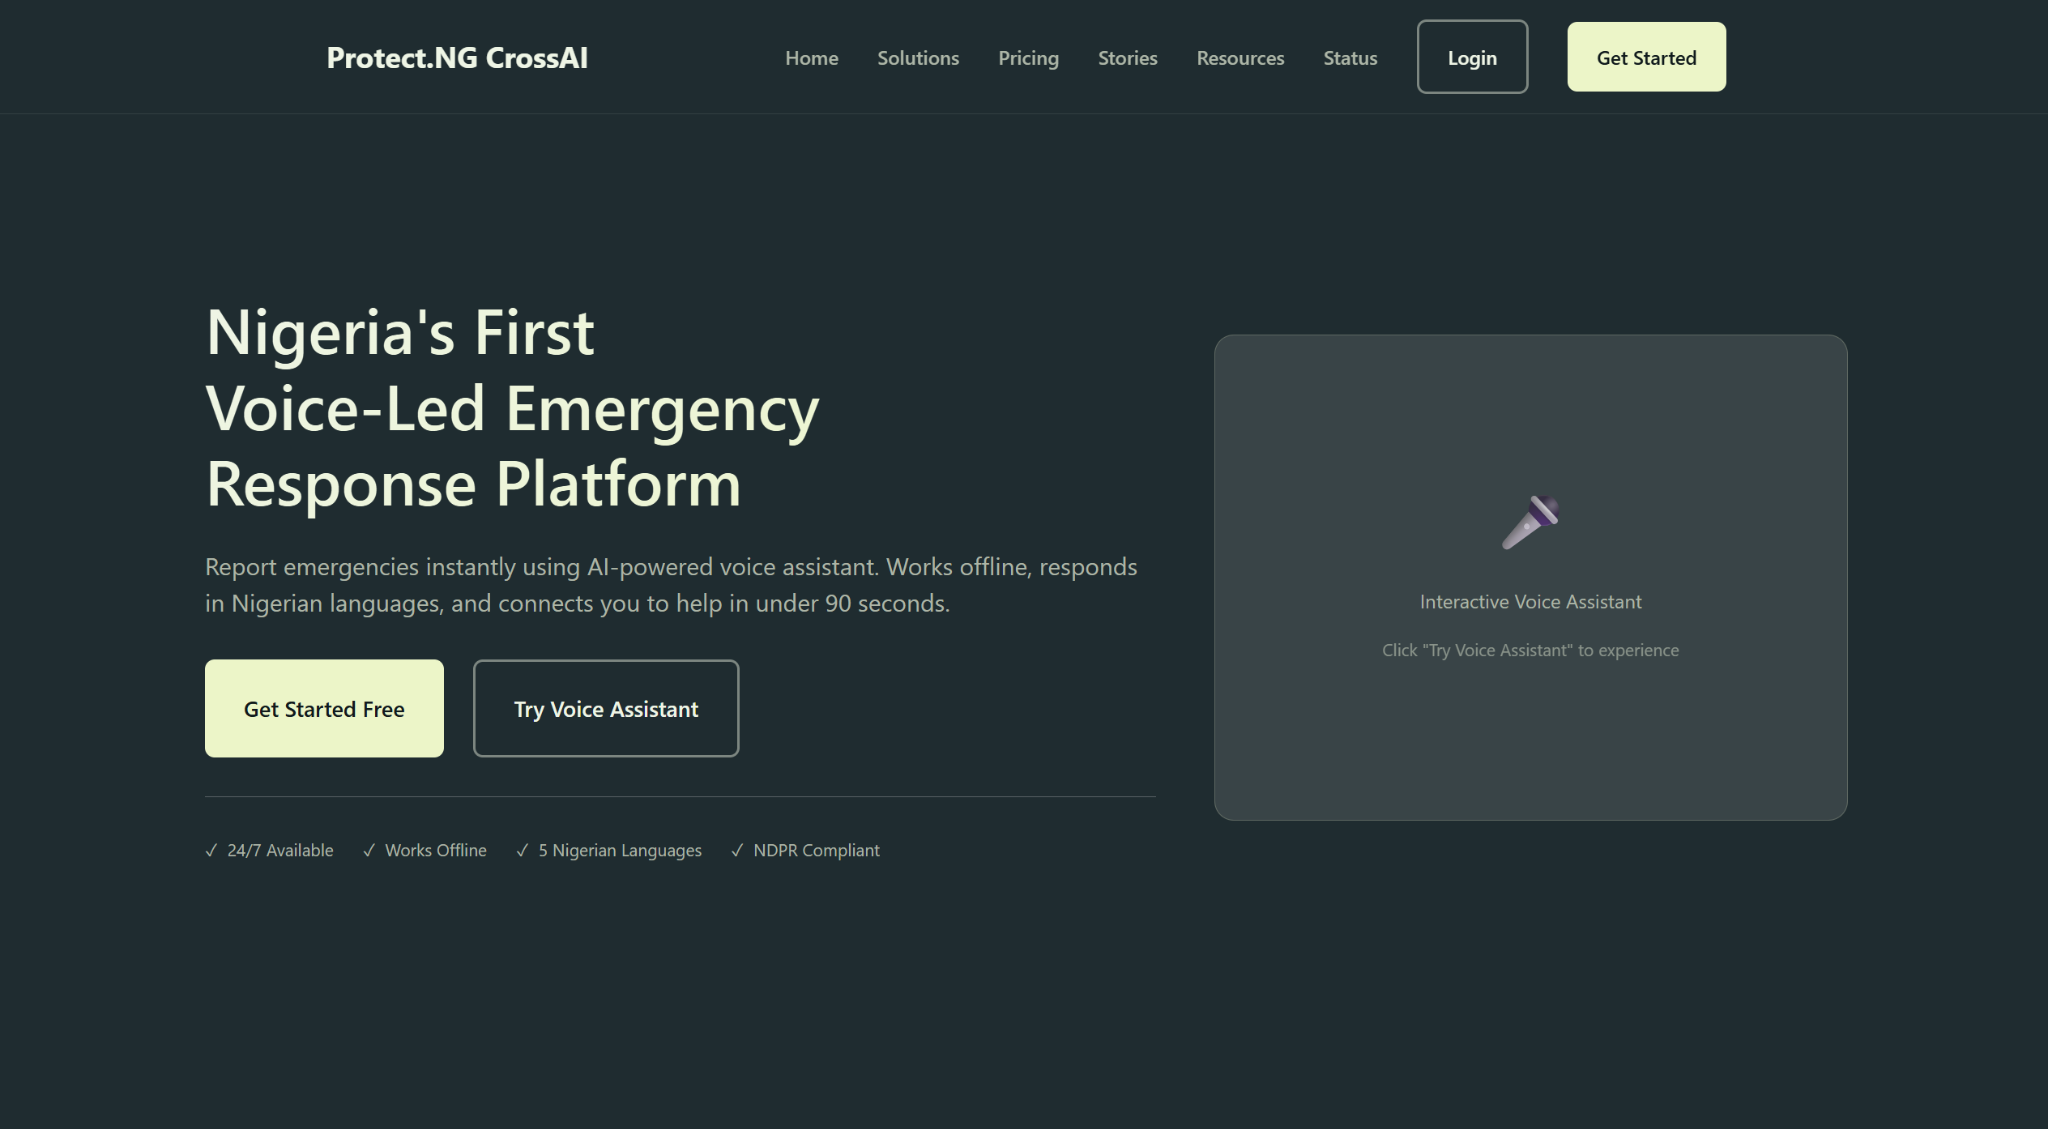 Protect.NG CrossAI
Home
Solutions
Pricing
Stories
Resources
Status
Login
Get Started
Nigeria's First
Voice-Led Emergency
Response Platform
Report emergencies instantly using AI-powered voice assistant. Works offline, responds
in Nigerian languages, and connects you to help in under 90 seconds.
Get Started Free
Try Voice Assistant
✓ 24/7 Available
✓ Works Offline
✓ 5 Nigerian Languages
✓ NDPR Compliant
Interactive Voice Assistant
Click "Try Voice Assistant" to experience